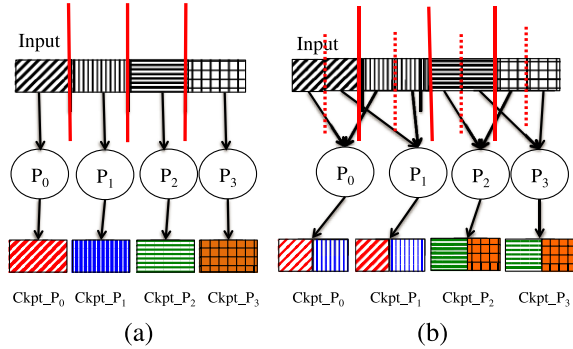 Input
P0 P1 P2 P3
Ckpt_P0 Ckpt_P1 Ckpt_P2 Ckpt_P3
(a)
Input
P0 P1 P2 P3
Ckpt_P0 Ckpt_P1 Ckpt_P2 Ckpt_P3
(b)